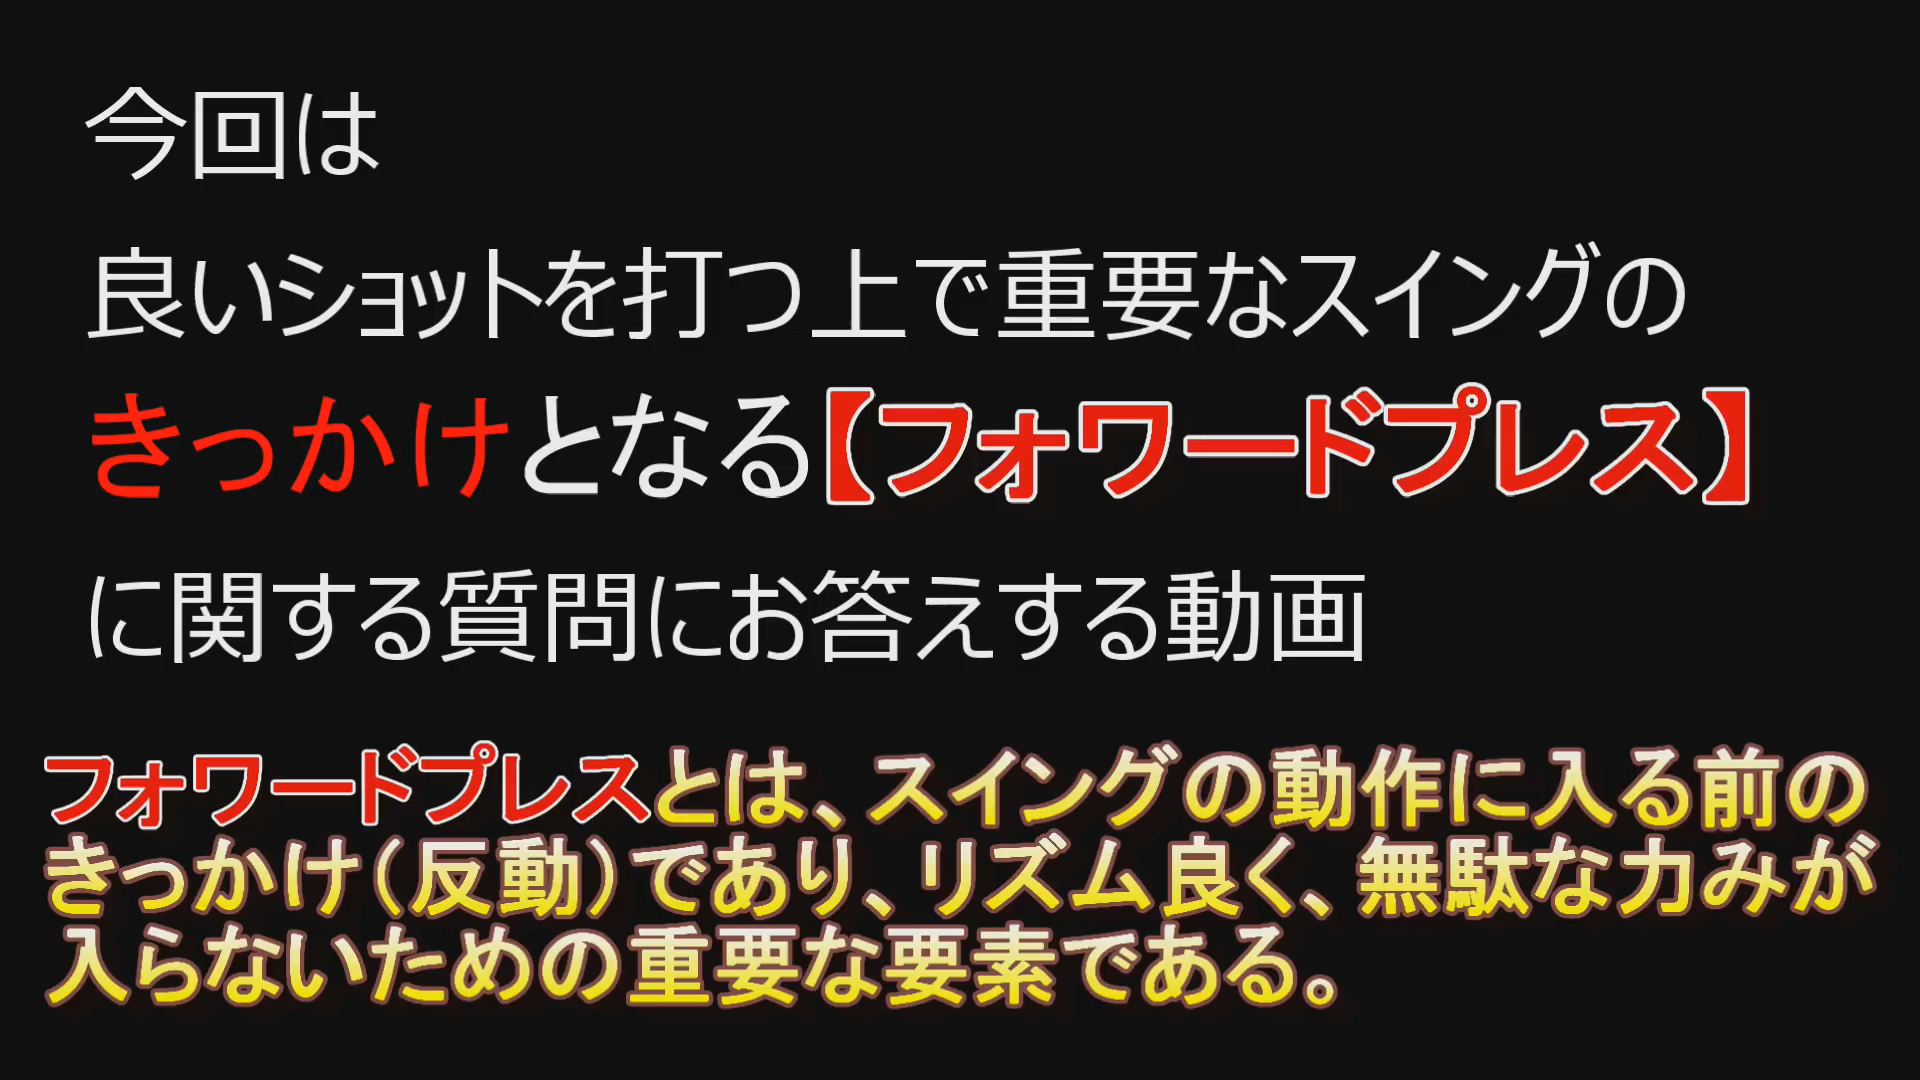 今回は
良いショットを打つ上で重要なスイングの
きっかけとなる【フォワードプレス】
に関する質問にお答えする動画
フォワードプレスとは、スイングの動作に入る前の
きっかけ（反動）であり、リズム良く、無駄な力みが
入らないための重要な要素である。